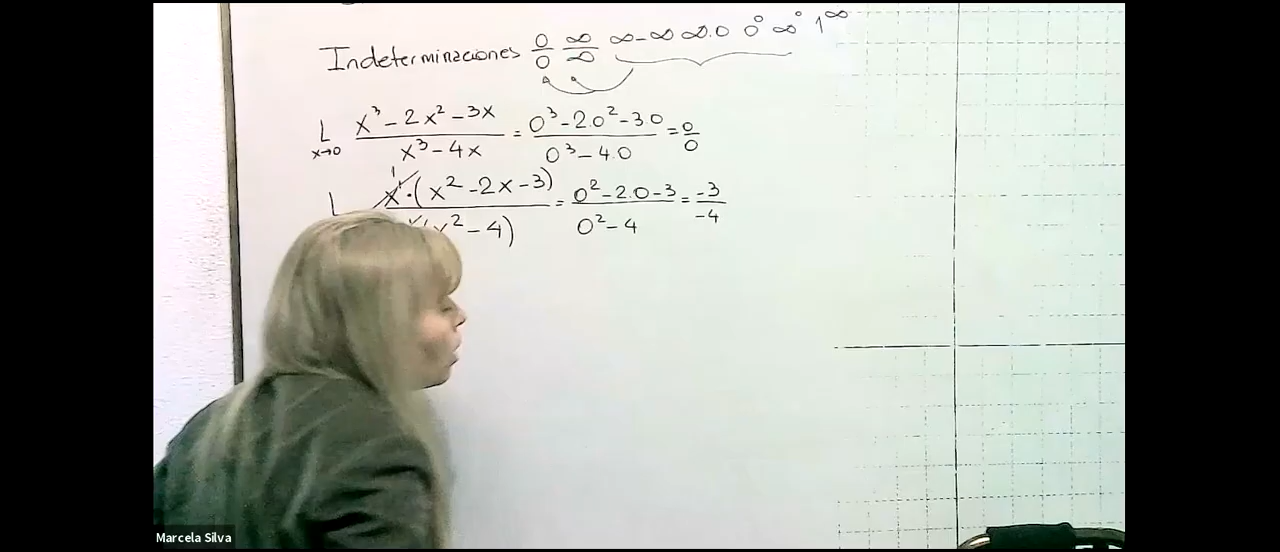 Indeterminaciones 0/0 ∞/∞ ∞-∞ ∞.0 0⁰ ∞⁰ 1^∞
L x→0 (x³ - 2x² - 3x)/(x³ - 4x) = (0³ - 2.0² - 3.0)/(0³ - 4.0) = 0/0
L x¹·(x² - 2x - 3)/(x² - 4) = (0² - 2.0 - 3)/(0² - 4) = -3/-4
1
Marcela Silva